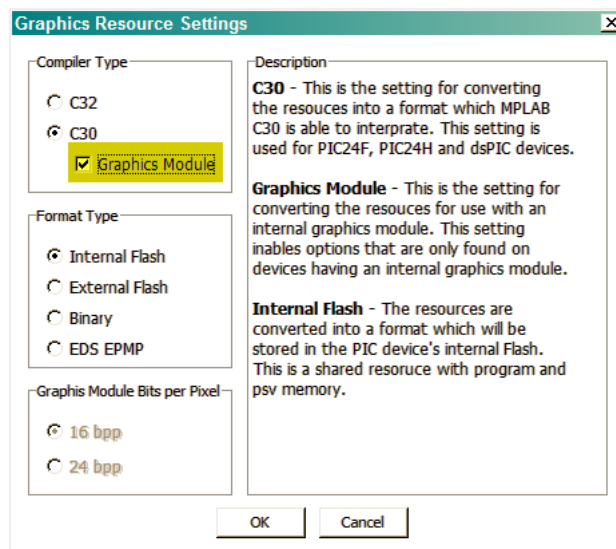 Graphics Resource Settings
Compiler Type
C32
C30
Graphics Module
Format Type
Internal Flash
External Flash
Binary
EDS EPMP
Graphis Module Bits per Pixel
16 bpp
24 bpp
Description
C30 - This is the setting for converting
the resouces into a format which MPLAB
C30 is able to interprate. This setting
is used for PIC24F, PIC24H and dsPIC devices.
Graphics Module - This is the setting for
converting the resouces for use with an
internal graphics module. This setting
inables options that are only found on
devices having an internal graphics module.
Internal Flash - The resources are
converted into a format which will be
stored in the PIC device's internal Flash.
This is a shared resoruce with program and
psv memory.
OK
Cancel